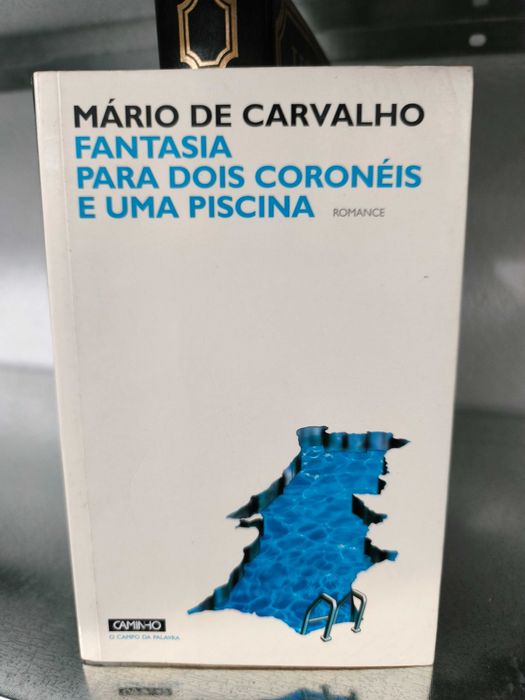 MÁRIO DE CARVALHO
FANTASIA
PARA DOIS CORONÉIS
E UMA PISCINA ROMANCE
CAMINHO
O CAMPO DA PALAVRA